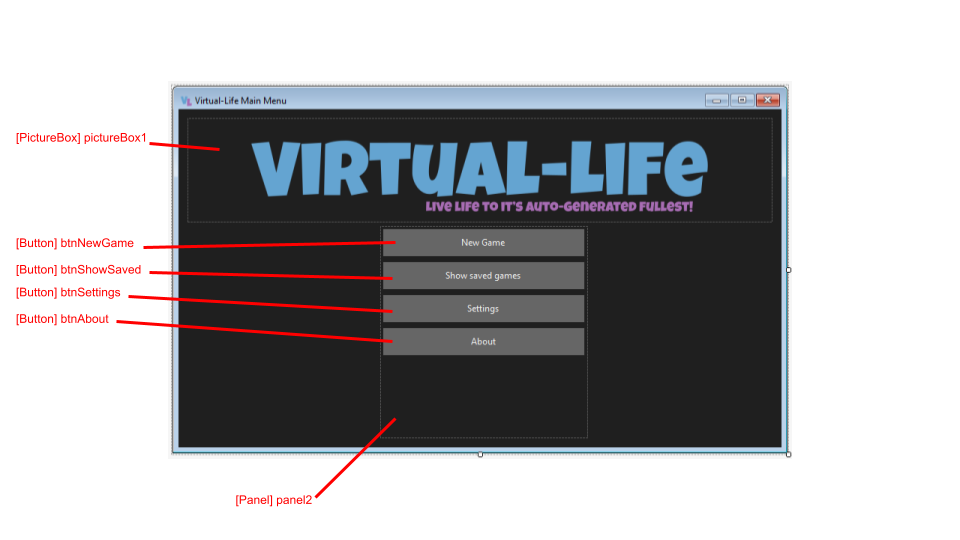 Virtual-Life Main Menu
[PictureBox] pictureBox1
VIRTUAL-LIFE
LIVE LIFE TO IT'S AUTO-GENERATED FULLEST!
[Button] btnNewGame
New Game
[Button] btnShowSaved
Show saved games
[Button] btnSettings
Settings
[Button] btnAbout
About
[Panel] panel2